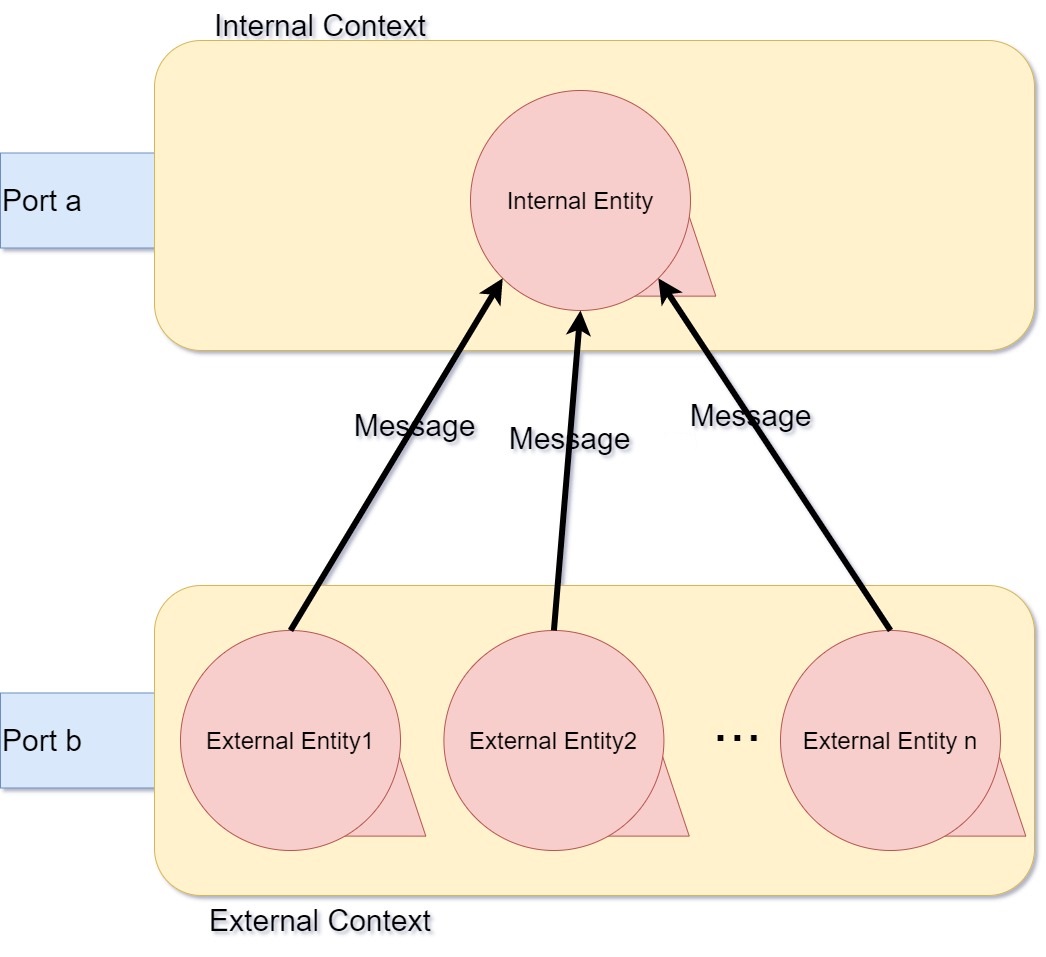 Internal Context
Port a
Internal Entity
Message
Message
Message
Port b
External Entity1
External Entity2
...
External Entity n
External Context